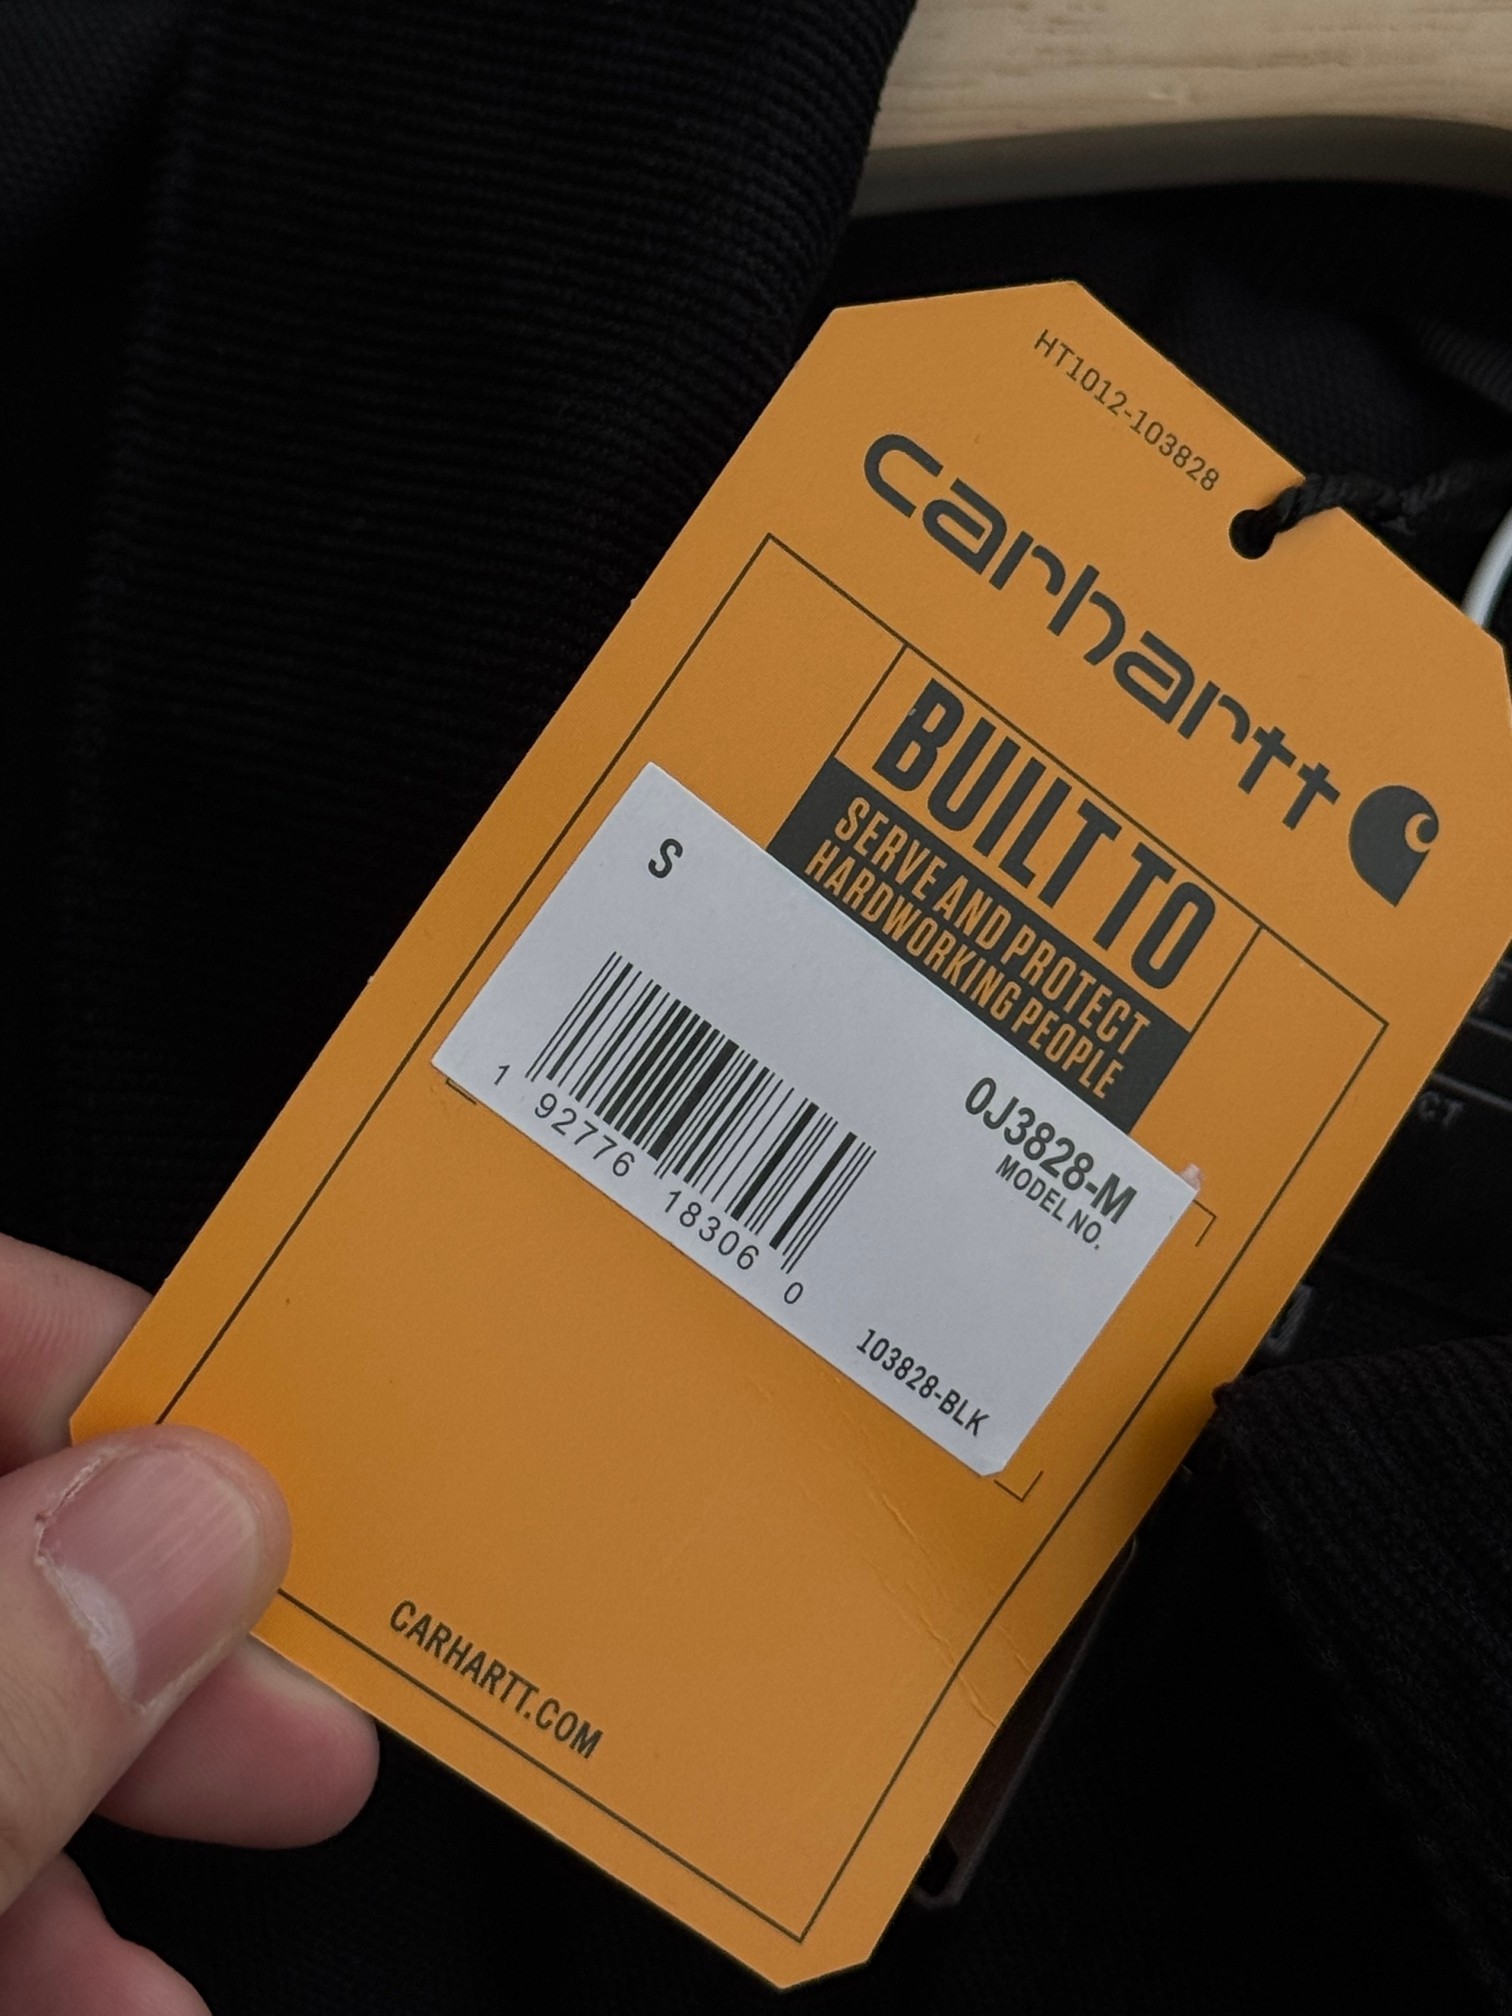 HT1012-103828
carhartt
BUILT TO
SERVE AND PROTECT
HARDWORKING PEOPLE
S
0J3828-M
MODEL NO.
1 92776 18306 0
103828-BLK
CARHARTT.COM
CT